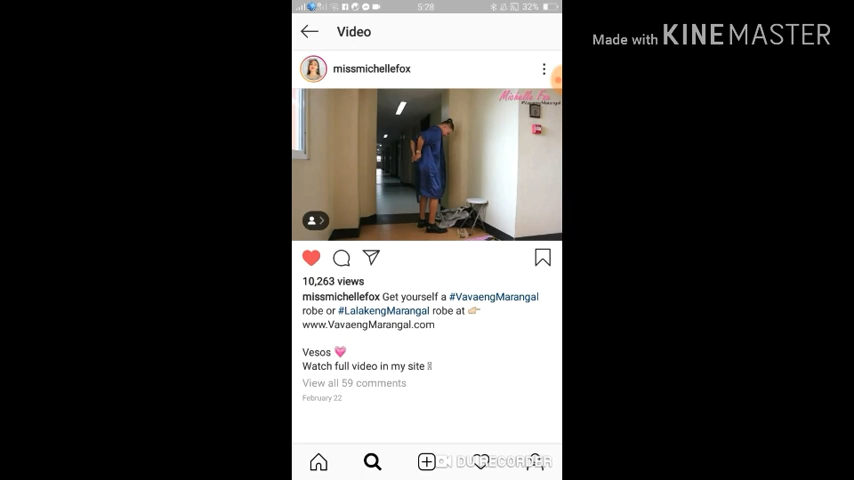 5:28
32%
Made with KINEMASTER
Video
missmichellefox
Michelle Fox
10,263 views
missmichellefox Get yourself a #VavaengMarangal
robe or #LalakengMarangal robe at 👉🏻
www.VavaengMarangal.com
Vesos 💗
Watch full video in my site
View all 59 comments
February 22
DU RECORDER